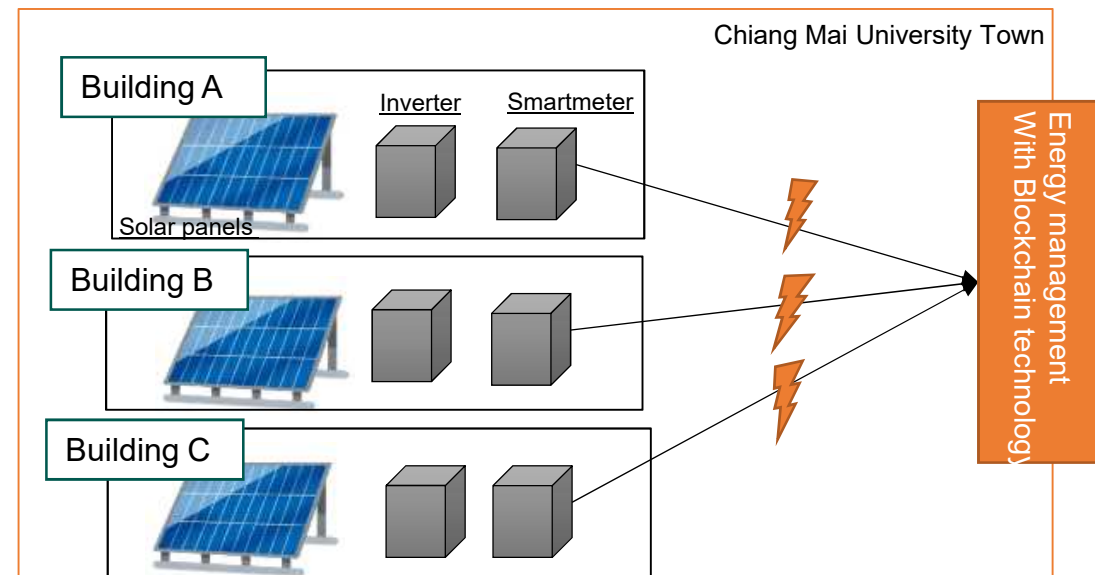 Chiang Mai University Town
Building A
Inverter
Smartmeter
Solar panels
Building B
Building C
Energy management
With Blockchain technology